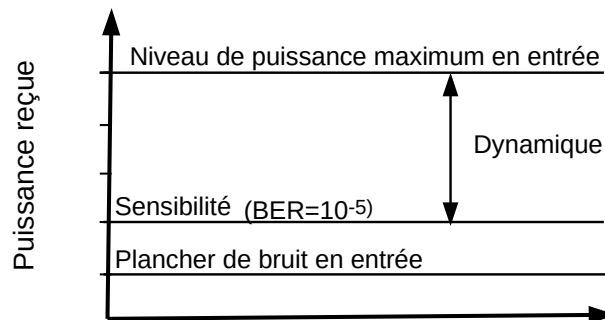 Niveau de puissance maximum en entrée
Puissance reçue
Dynamique
Sensibilité (BER=10-5)
Plancher de bruit en entrée